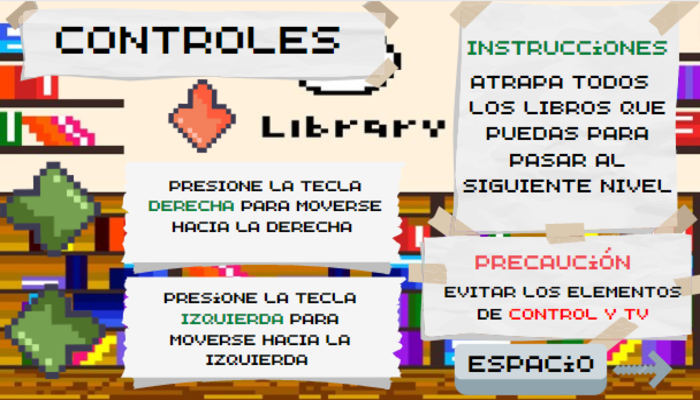 CONTROLES
Library
PRESIONE LA TECLA
DERECHA PARA MOVERSE
HACIA LA DERECHA
PRESiONE LA TECLA
IZQUIERDA PARA
MOVERSE HACIA LA
IZQUIERDA
INSTRUCCiONES
ATRAPA TODOS
LOS LIBROS QUE
PUEDAS PARA
PASAR AL
SIGUIENTE NIVEL
PRECAUCiÓN
EVITAR LOS ELEMENTOS
DE CONTROL Y TV
ESPACiO